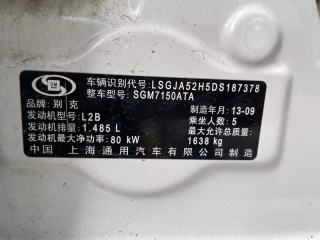 车辆识别代号: LSGJA52H5DS187378
整车型号: SGM7150ATA
品牌: 别克 制造年月: 13-09
发动机型号: L2B 乘坐人数: 5
发动机排量: 1.485 L 最大允许总质量:
发动机最大净功率: 80 kW 1638 kg
中国 上海通用汽车有限公司制造